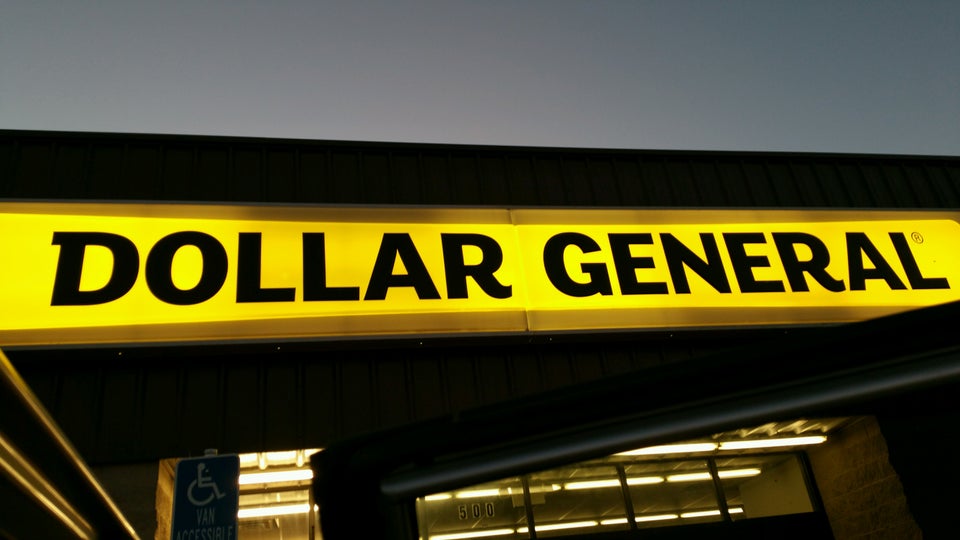 DOLLAR GENERAL®
500
VAN
ACCESSIBLE